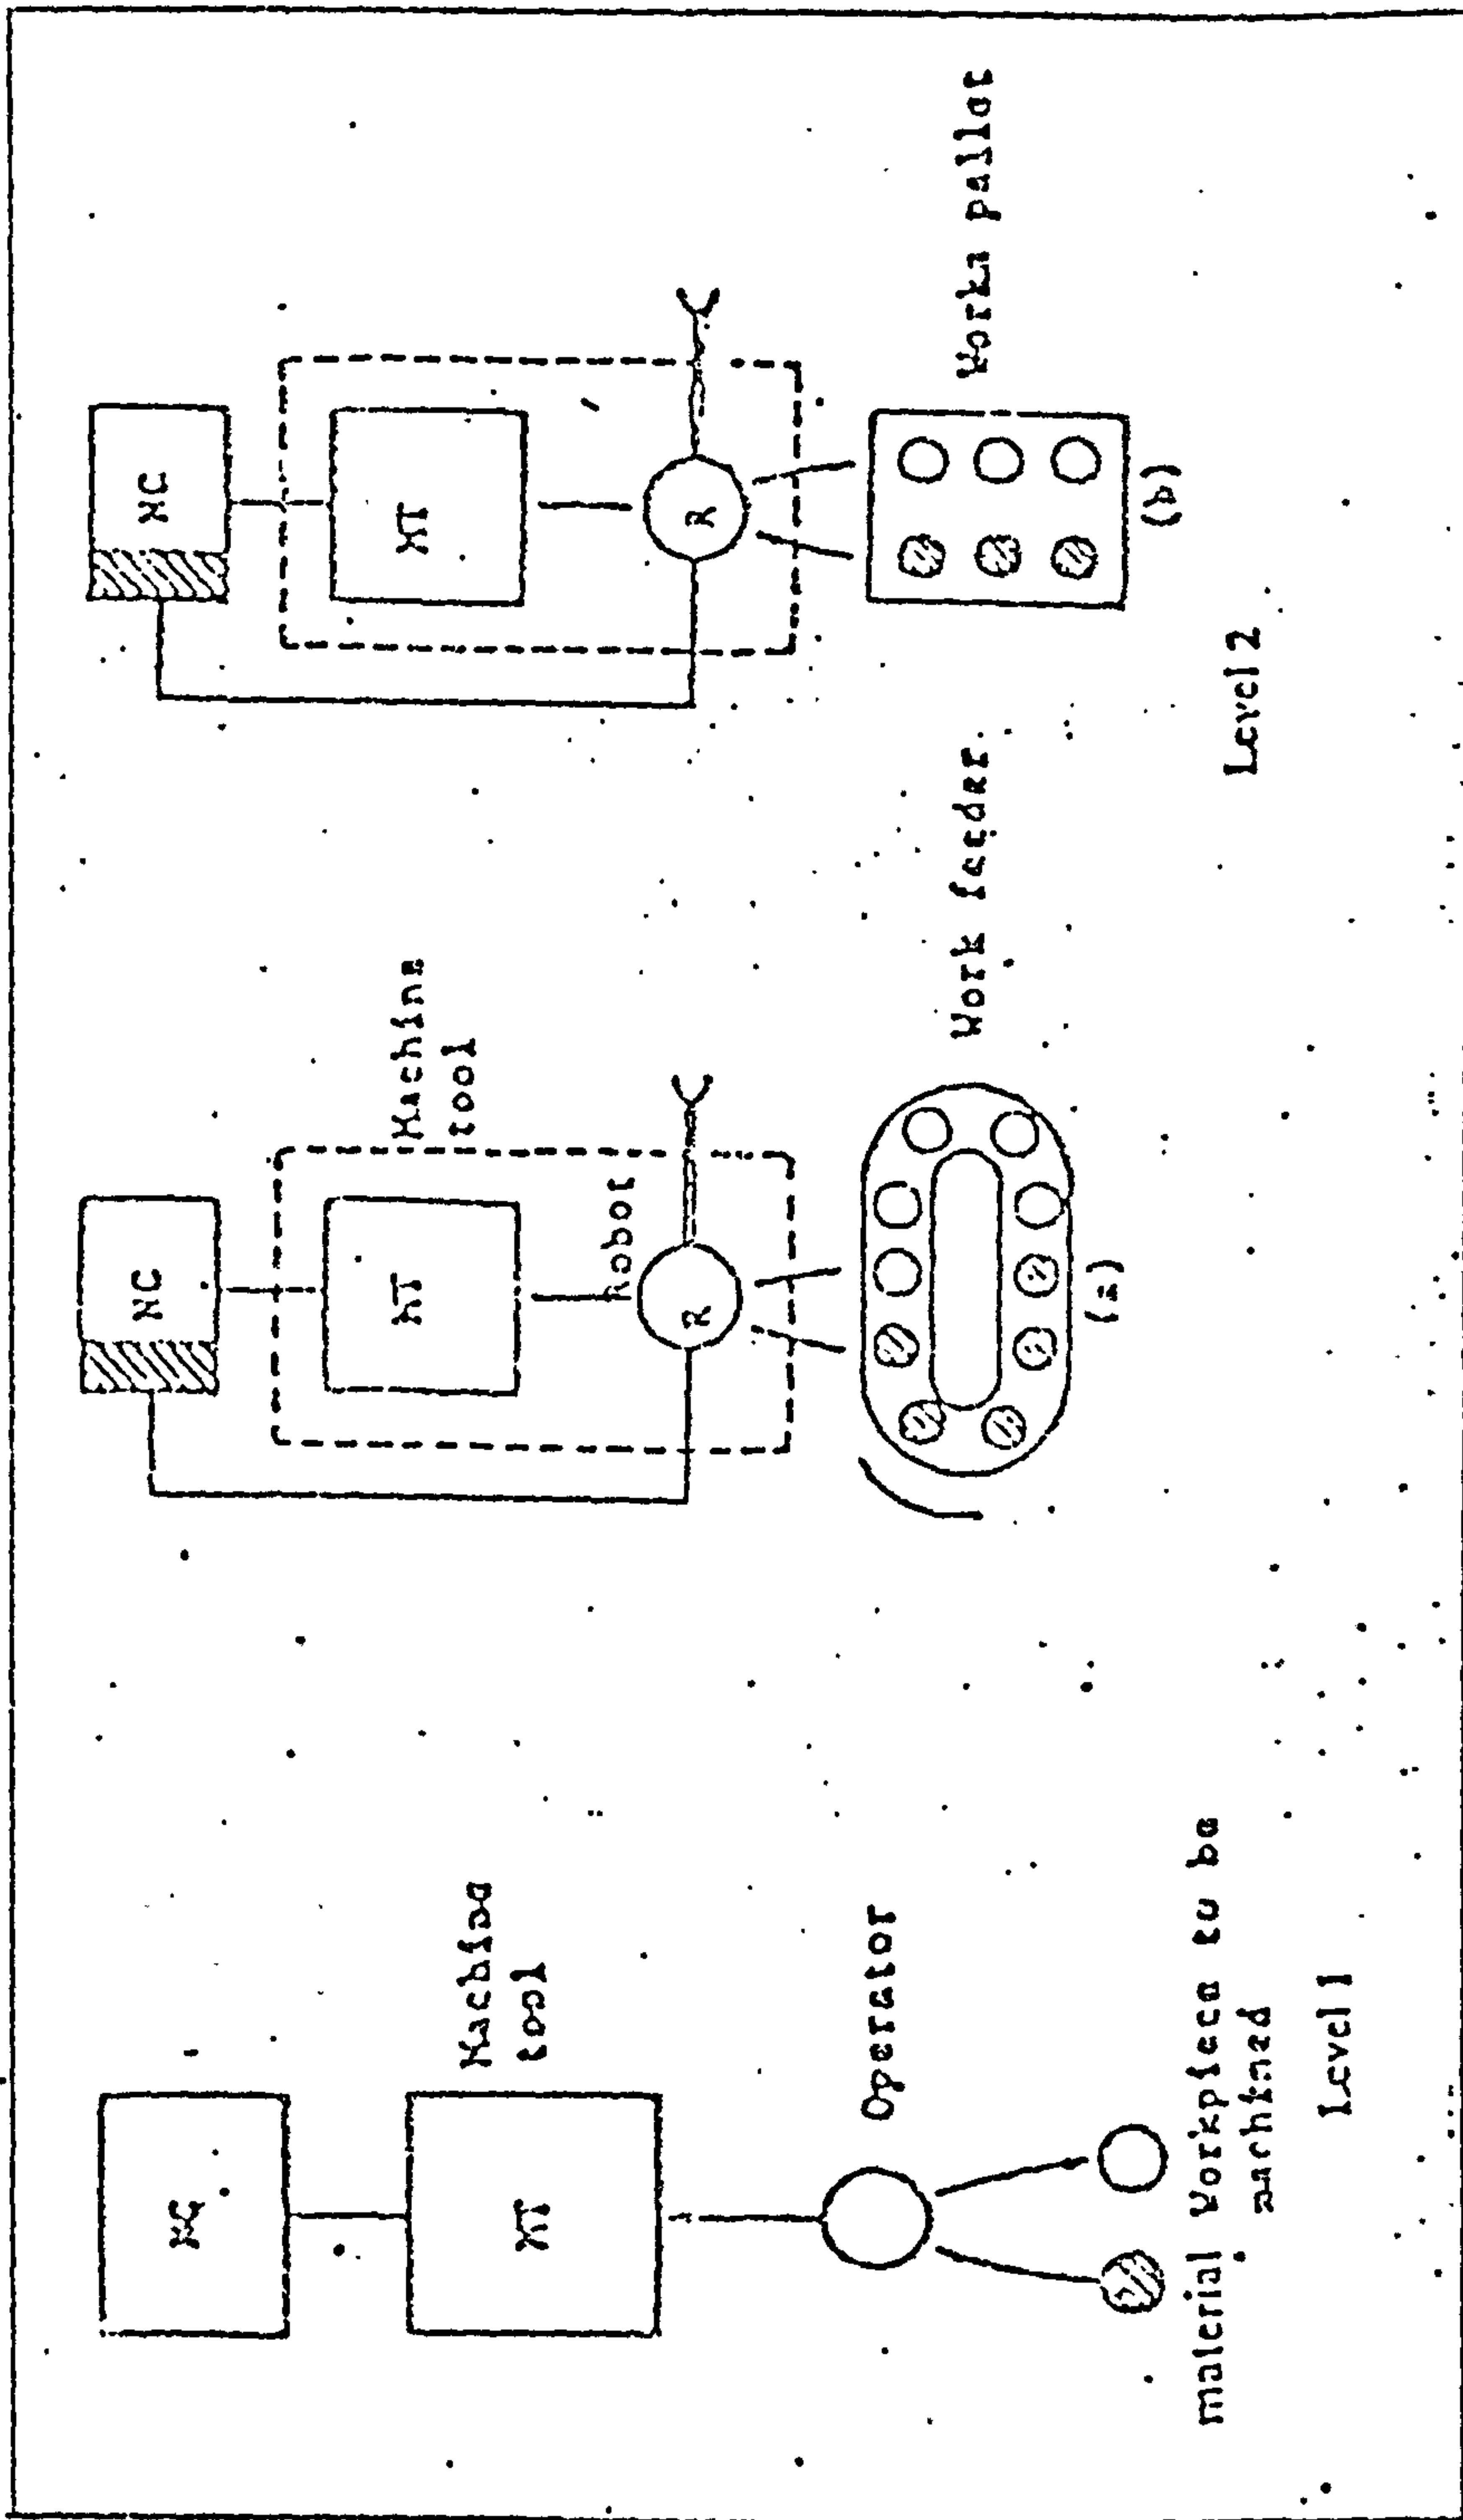 NC
MT
Machine
tool
Operator
material Workpiece to be
machined
Level 1
NC
MT
Machine
tool
Robot
R
Work feeder
(a)
NC
MT
R
Works pallet
(b)
Level 2